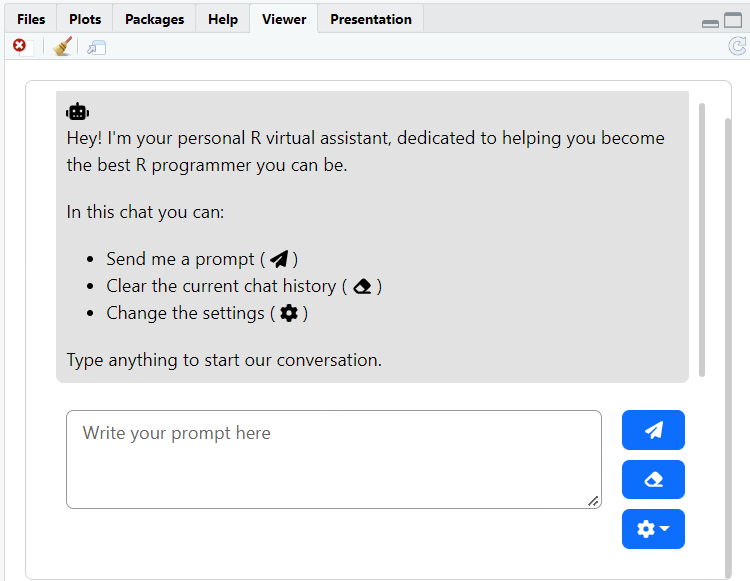 Files Plots Packages Help Viewer Presentation
Hey! I'm your personal R virtual assistant, dedicated to helping you become
the best R programmer you can be.
In this chat you can:
• Send me a prompt ( )
• Clear the current chat history ( )
• Change the settings ( )
Type anything to start our conversation.
Write your prompt here